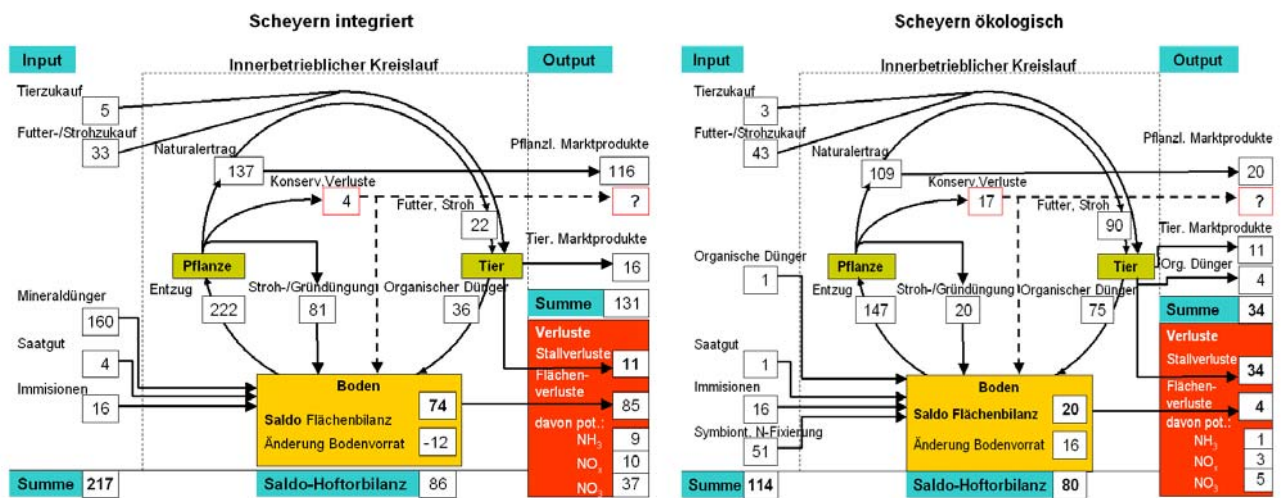 Scheyern integriert
Input
Innerbetrieblicher Kreislauf
Output
Tierzukauf
5
Futter-/Strohzukauf
33
Naturalertrag
137
Pflanzl. Marktprodukte
116
Konserv.Verluste
4
?
Futter, Stroh
22
Tier. Marktprodukte
16
Pflanze
Tier
Entzug
222
Stroh-/Gründüngung
81
Organischer Dünger
36
Summe 131
Mineraldünger
160
Saatgut
4
Immisionen
16
Verluste
Stallverluste
11
Flächen-
verluste
85
davon pot.:
NH3 9
NOx 10
NO3 37
Boden
Saldo Flächenbilanz 74
Änderung Bodenvorrat -12
Summe 217
Saldo-Hoftorbilanz 86
Scheyern ökologisch
Input
Innerbetrieblicher Kreislauf
Output
Tierzukauf
3
Futter-/Strohzukauf
43
Naturalertrag
109
Pflanzl. Marktprodukte
20
Konserv.Verluste
17
?
Futter, Stroh
90
Tier. Marktprodukte
11
Org. Dünger
4
Organische Dünger
1
Pflanze
Tier
Entzug
147
Stroh-/Gründüngung
20
Organischer Dünger
75
Summe 34
Saatgut
1
Immisionen
16
Symbiont. N-Fixierung
51
Verluste
Stallverluste
34
Flächen-
verluste
4
davon pot.:
NH3 1
NOx 3
NO3 5
Boden
Saldo Flächenbilanz 20
Änderung Bodenvorrat 16
Summe 114
Saldo-Hoftorbilanz 80